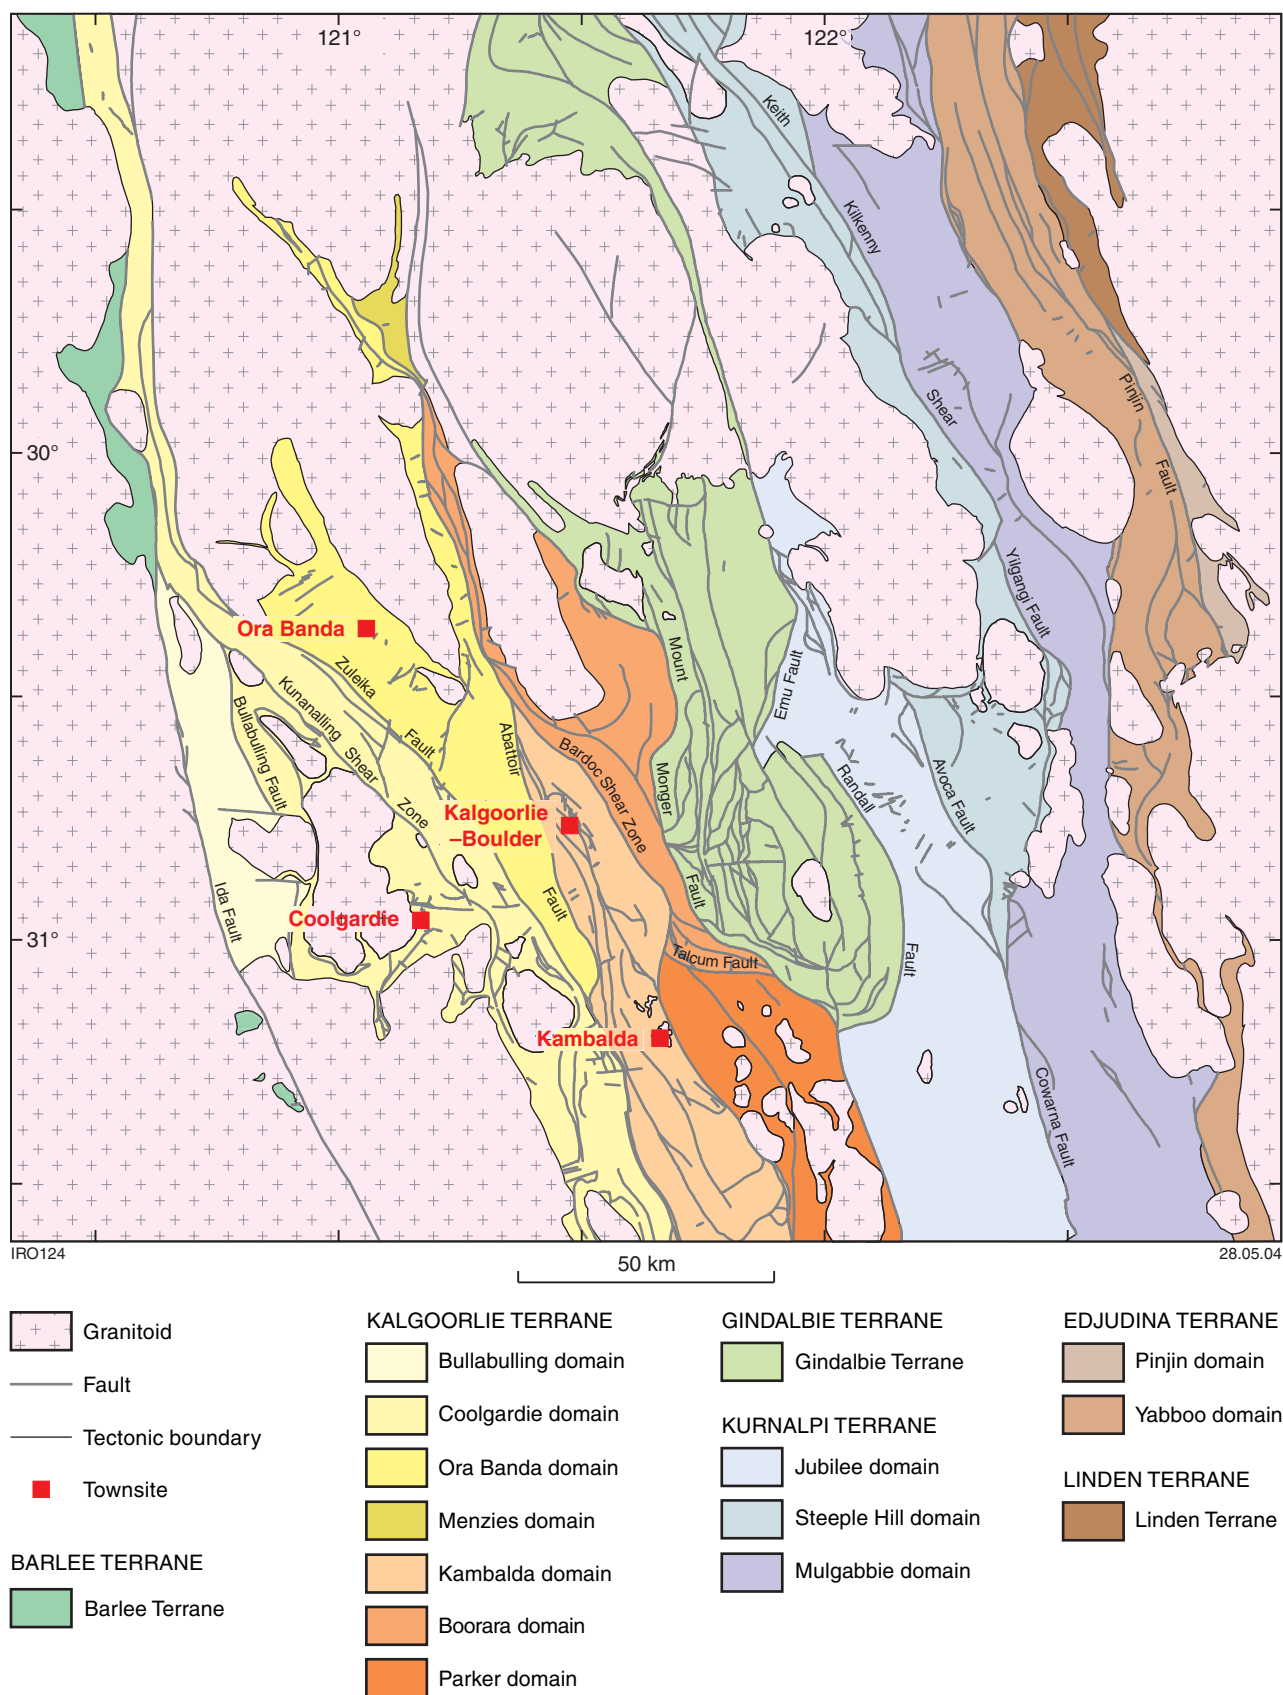 121°
122°
Keith
Kilkenny
Shear
Pinjin
Fault
30°
Yilgangi Fault
Ora Banda
Mount
Zuleika
Fault
Kunanalling
Shear
Zone
Emu Fault
Bullabulling Fault
Abattoir
Fault
Bardoc Shear Zone
Monger
Fault
Randall
Fault
Avoca Fault
Kalgoorlie
–Boulder
Ida Fault
Coolgardie
31°
Talcum Fault
Kambalda
Cowarna Fault
IRO124
28.05.04
50 km
Granitoid
Fault
Tectonic boundary
Townsite
BARLEE TERRANE
Barlee Terrane
KALGOORLIE TERRANE
Bullabulling domain
Coolgardie domain
Ora Banda domain
Menzies domain
Kambalda domain
Boorara domain
Parker domain
GINDALBIE TERRANE
Gindalbie Terrane
KURNALPI TERRANE
Jubilee domain
Steeple Hill domain
Mulgabbie domain
EDJUDINA TERRANE
Pinjin domain
Yabboo domain
LINDEN TERRANE
Linden Terrane